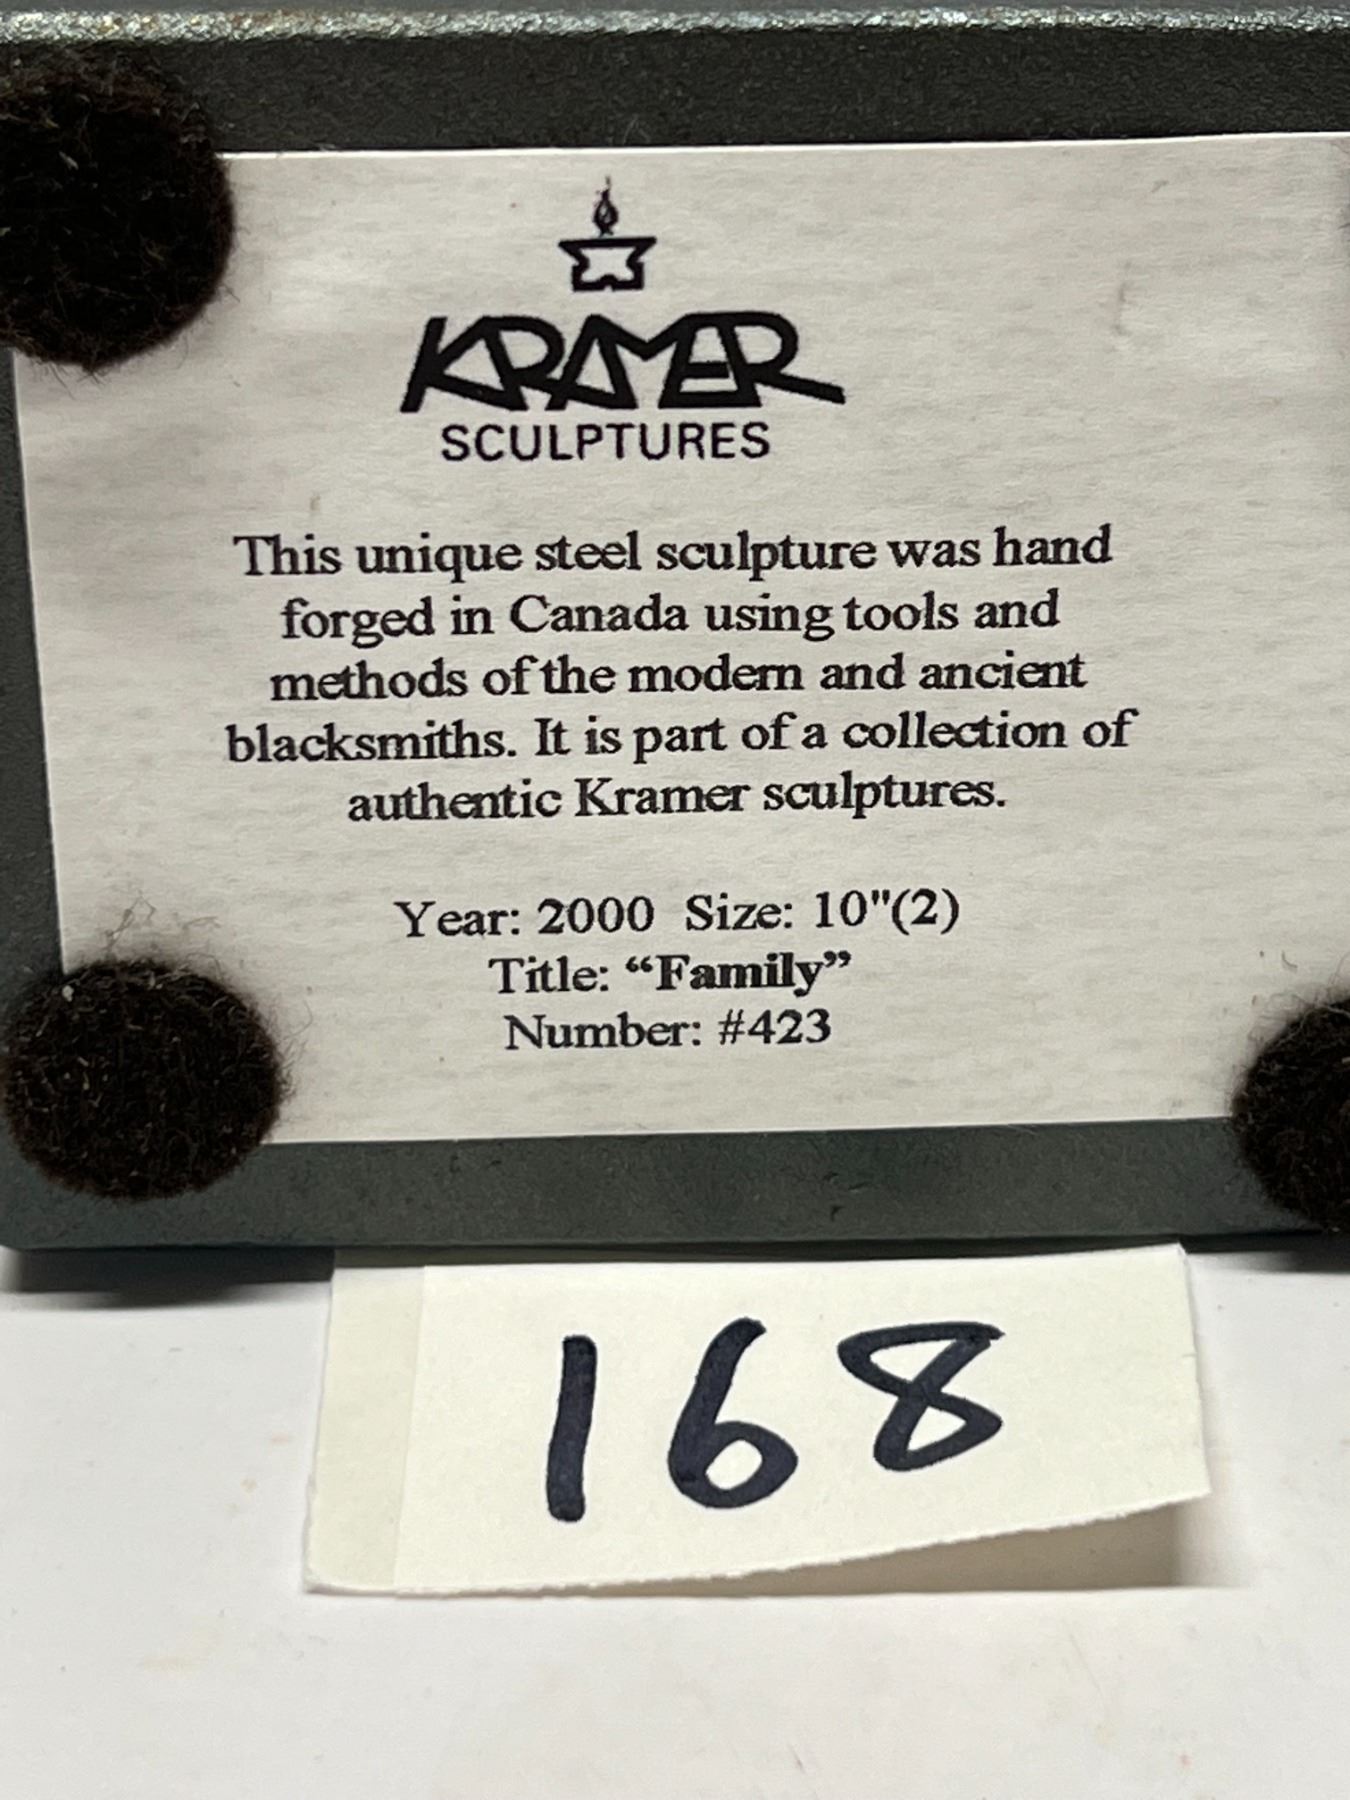 KRAMER
SCULPTURES
This unique steel sculpture was hand
forged in Canada using tools and
methods of the modern and ancient
blacksmiths. It is part of a collection of
authentic Kramer sculptures.
Year: 2000 Size: 10"(2)
Title: “Family”
Number: #423
168